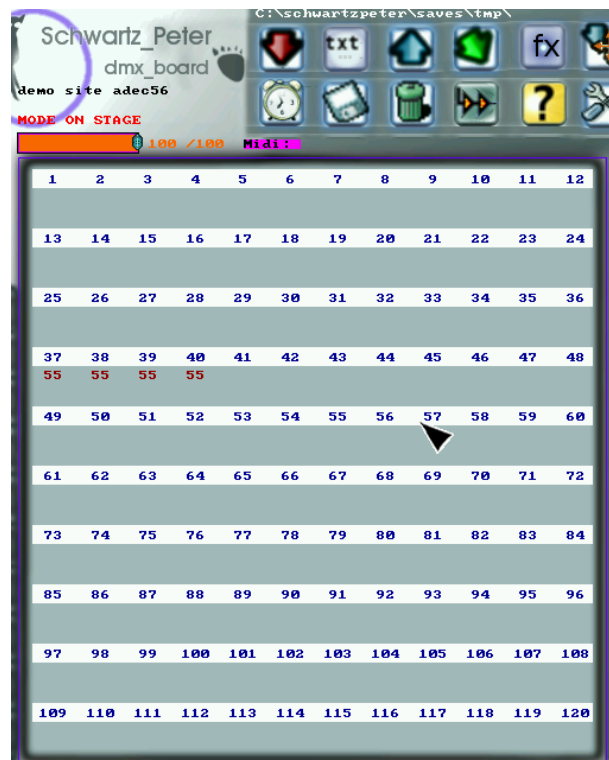 C:\schwartzpeter\saves\tmp\
Schwartz_Peter
dmx_board
txt
fx
demo site adec56
MODE ON STAGE
?
100 /100 Midi:
1 2 3 4 5 6 7 8 9 10 11 12
13 14 15 16 17 18 19 20 21 22 23 24
25 26 27 28 29 30 31 32 33 34 35 36
37 38 39 40 41 42 43 44 45 46 47 48
55 55 55 55
49 50 51 52 53 54 55 56 57 58 59 60
61 62 63 64 65 66 67 68 69 70 71 72
73 74 75 76 77 78 79 80 81 82 83 84
85 86 87 88 89 90 91 92 93 94 95 96
97 98 99 100 101 102 103 104 105 106 107 108
109 110 111 112 113 114 115 116 117 118 119 120